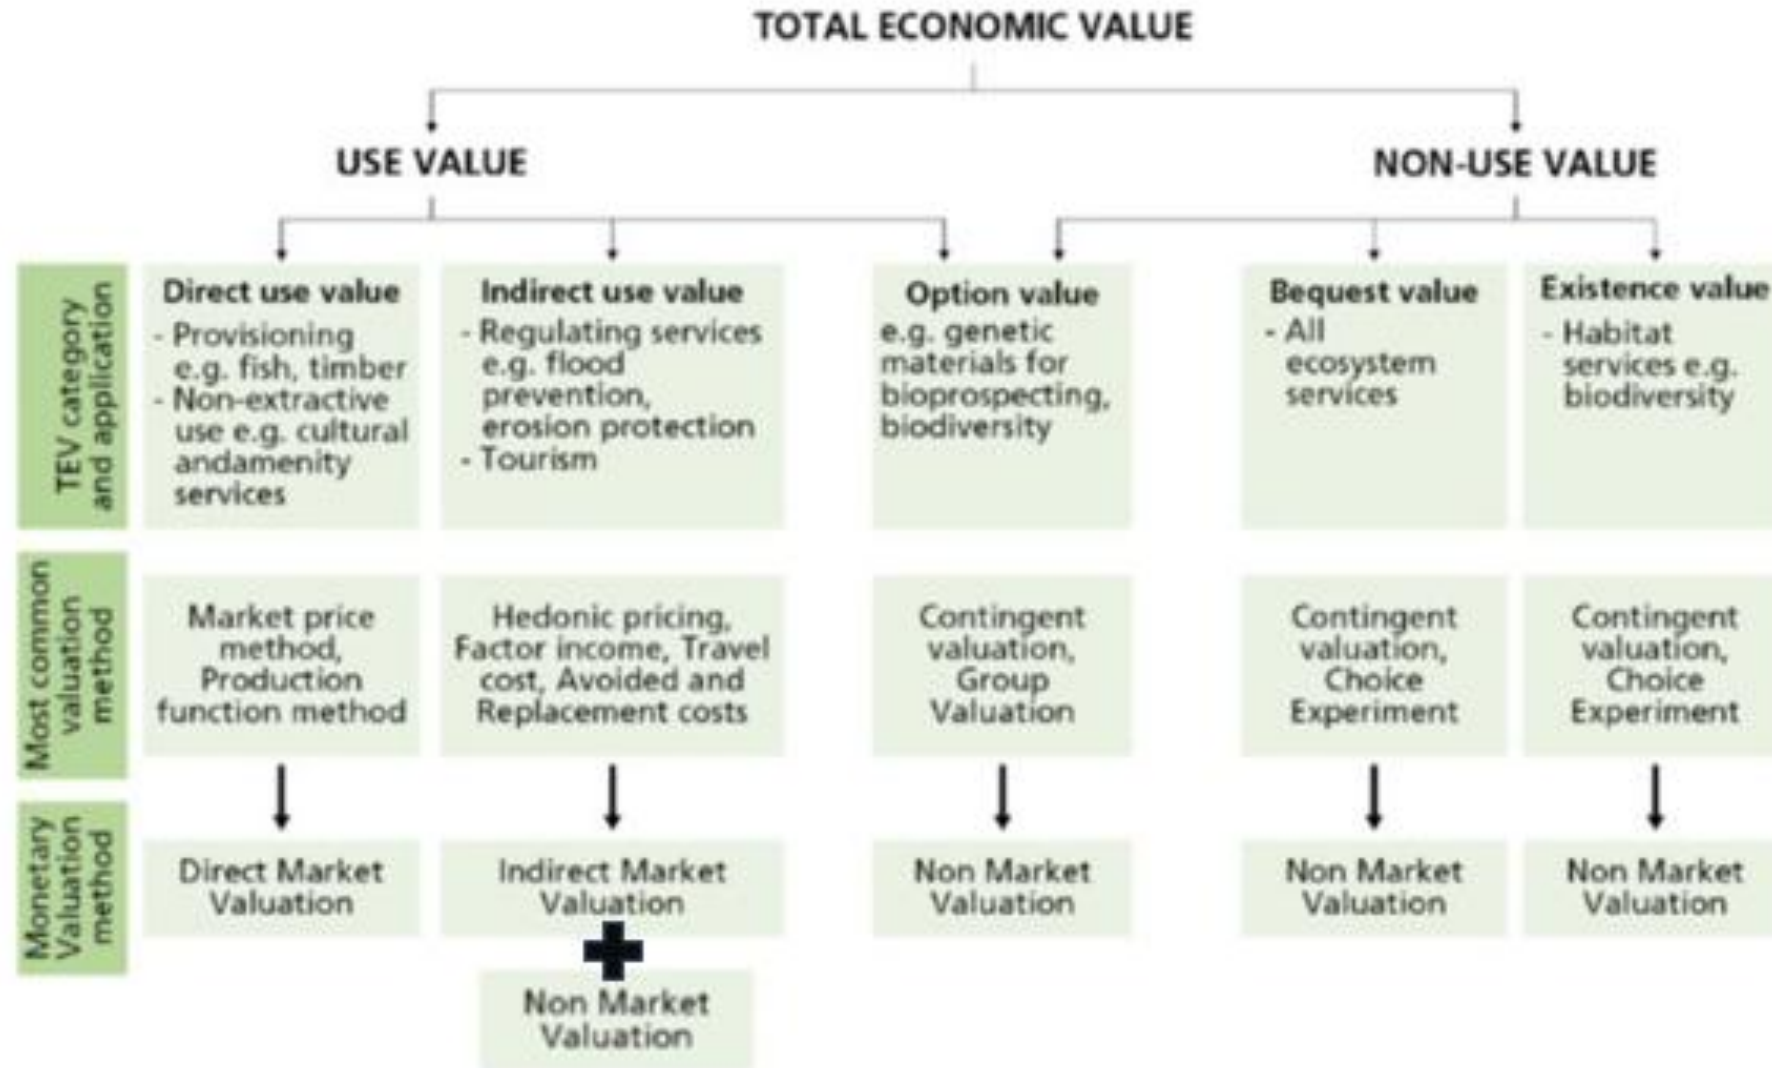 TOTAL ECONOMIC VALUE
USE VALUE
NON-USE VALUE
TEV category
and application
Direct use value
- Provisioning
e.g. fish, timber
- Non-extractive
use e.g. cultural
andamenity
services
Indirect use value
- Regulating services
e.g. flood
prevention,
erosion protection
- Tourism
Option value
e.g. genetic
materials for
bioprospecting,
biodiversity
Bequest value
- All
ecosystem
services
Existence value
- Habitat
services e.g.
biodiversity
Most common
valuation
method
Market price
method,
Production
function method
Hedonic pricing,
Factor income, Travel
cost, Avoided and
Replacement costs
Contingent
valuation,
Group
Valuation
Contingent
valuation,
Choice
Experiment
Contingent
valuation,
Choice
Experiment
Monetary
Valuation
method
Direct Market
Valuation
Indirect Market
Valuation
Non Market
Valuation
Non Market
Valuation
Non Market
Valuation
Non Market
Valuation